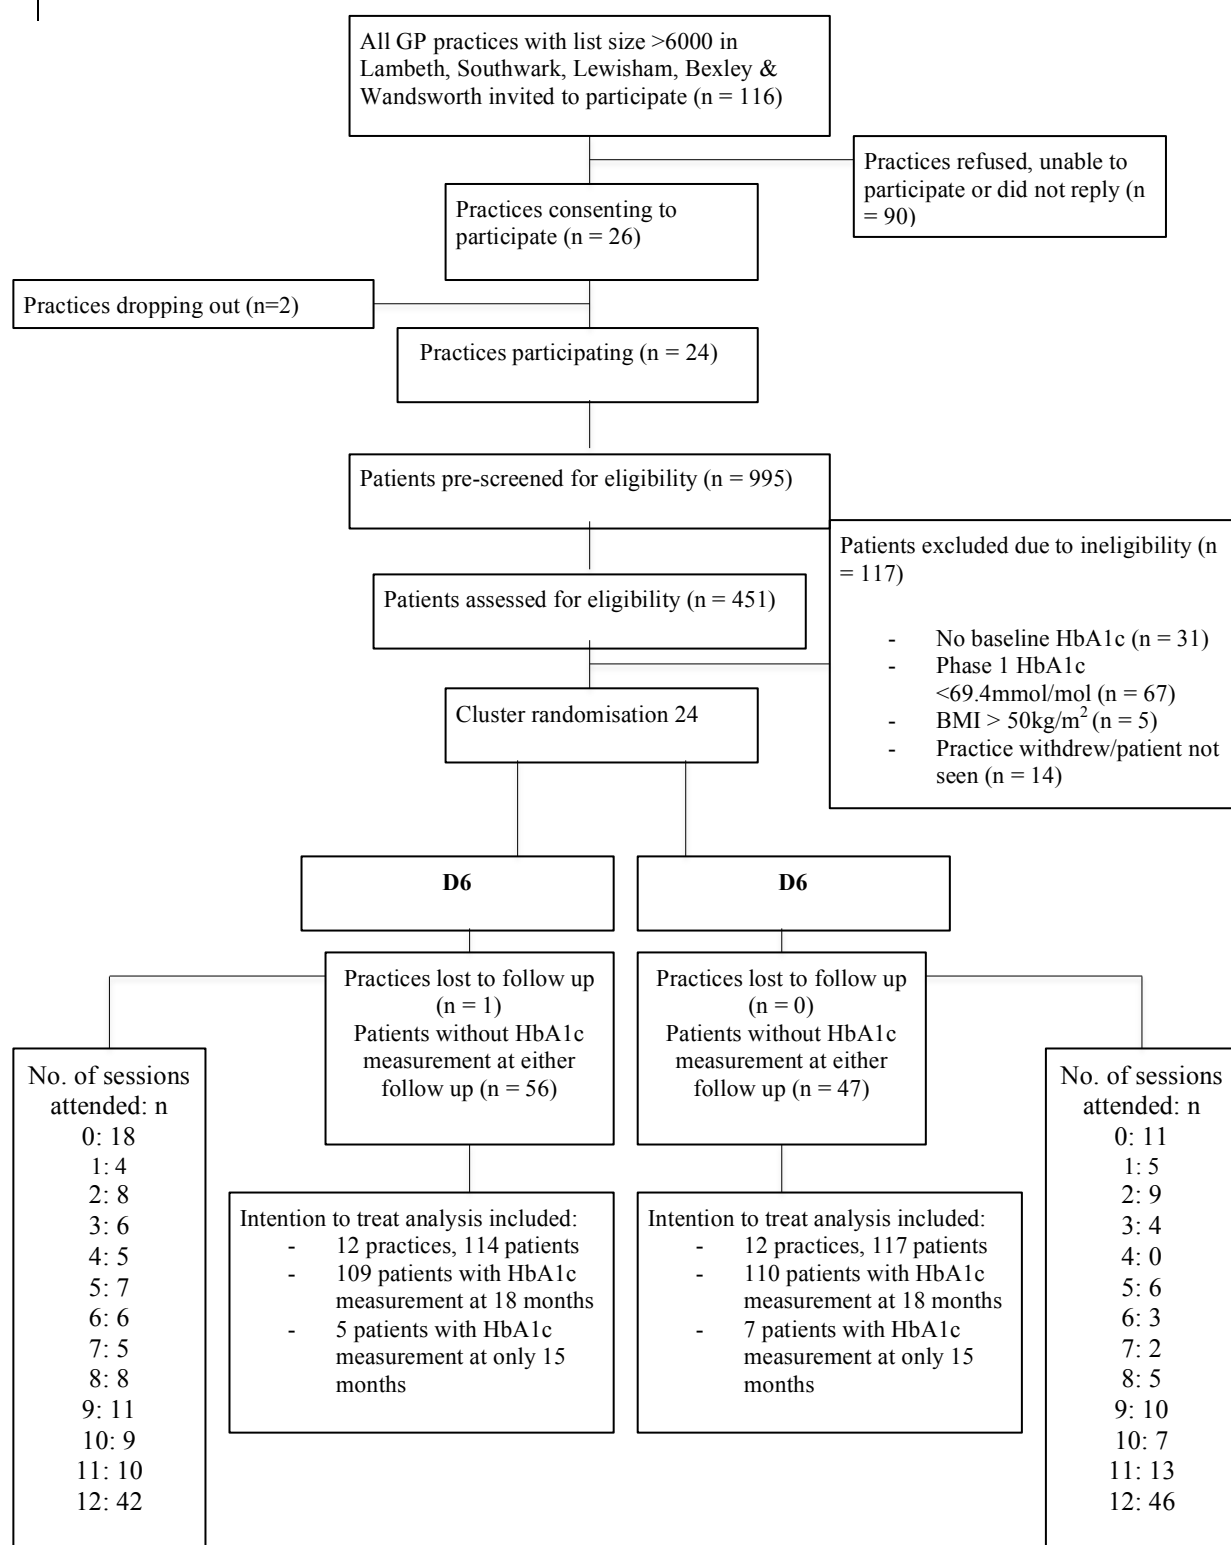 All GP practices with list size >6000 in
Lambeth, Southwark, Lewisham, Bexley &
Wandsworth invited to participate (n = 116)
Practices refused, unable to
participate or did not reply (n
= 90)
Practices consenting to
participate (n = 26)
Practices dropping out (n=2)
Practices participating (n = 24)
Patients pre-screened for eligibility (n = 995)
Patients excluded due to ineligibility (n
= 117)
- No baseline HbA1c (n = 31)
- Phase 1 HbA1c
<69.4mmol/mol (n = 67)
- BMI > 50kg/m² (n = 5)
- Practice withdrew/patient not
seen (n = 14)
Patients assessed for eligibility (n = 451)
Cluster randomisation 24
D6
D6
Practices lost to follow up
(n = 1)
Patients without HbA1c
measurement at either
follow up (n = 56)
Practices lost to follow up
(n = 0)
Patients without HbA1c
measurement at either
follow up (n = 47)
No. of sessions
attended: n
0: 18
1: 4
2: 8
3: 6
4: 5
5: 7
6: 6
7: 5
8: 8
9: 11
10: 9
11: 10
12: 42
Intention to treat analysis included:
- 12 practices, 114 patients
- 109 patients with HbA1c
measurement at 18 months
- 5 patients with HbA1c
measurement at only 15
months
Intention to treat analysis included:
- 12 practices, 117 patients
- 110 patients with HbA1c
measurement at 18 months
- 7 patients with HbA1c
measurement at only 15
months
No. of sessions
attended: n
0: 11
1: 5
2: 9
3: 4
4: 0
5: 6
6: 3
7: 2
8: 5
9: 10
10: 7
11: 13
12: 46